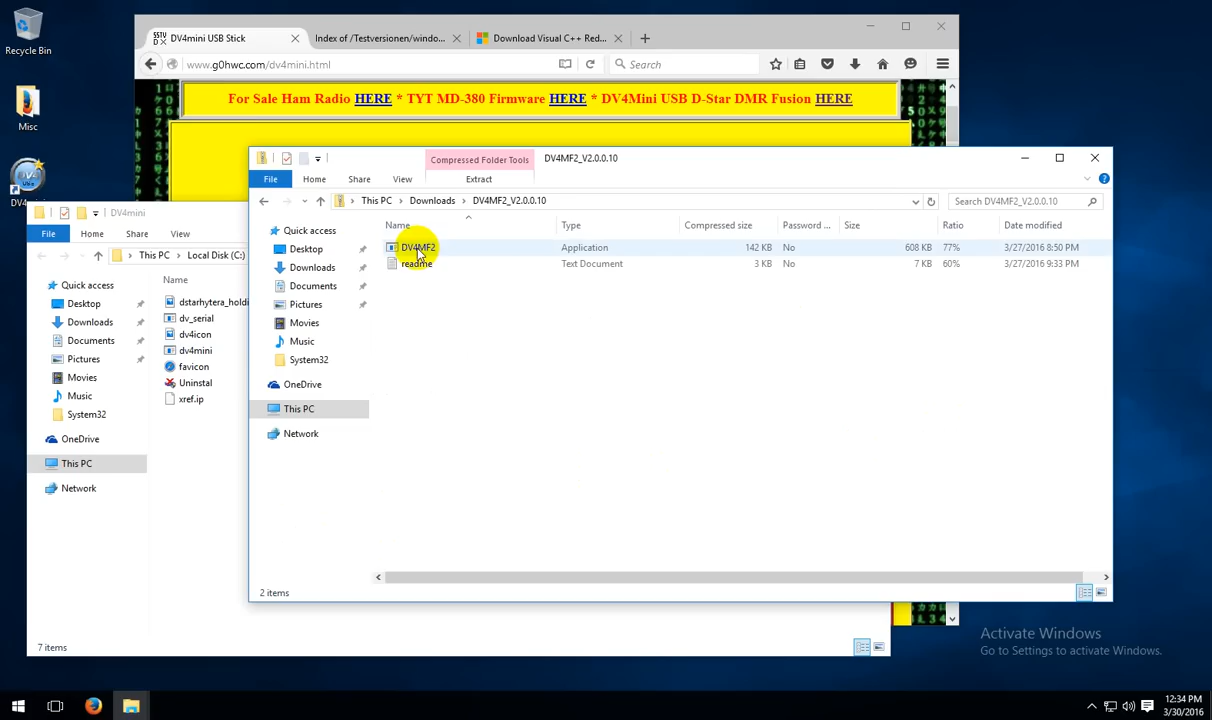 Recycle Bin
Misc
DV4mini USB Stick
Index of /Testversionen/windo...
Download Visual C++ Red...
www.g0hwc.com/dv4mini.html
Search
For Sale Ham Radio HERE * TYT MD-380 Firmware HERE * DV4Mini USB D-Star DMR Fusion HERE
Compressed Folder Tools
DV4MF2_V2.0.0.10
File
Home
Share
View
Extract
This PC
Downloads
DV4MF2_V2.0.0.10
Search DV4MF2_V2.0.0.10
Name
Type
Compressed size
Password ...
Size
Ratio
Date modified
DV4MF2
Application
142 KB
No
608 KB
77%
3/27/2016 8:50 PM
readme
Text Document
3 KB
No
7 KB
60%
3/27/2016 9:33 PM
Quick access
Desktop
Downloads
Documents
Pictures
Movies
Music
System32
OneDrive
This PC
Network
2 items
DV4mini
File
Home
Share
View
This PC
Local Disk (C:)
Name
Quick access
Desktop
Downloads
Documents
Pictures
Movies
Music
System32
OneDrive
This PC
Network
dv_serial
dv4icon
dv4mini
favicon
Uninstal
xref.ip
7 items
Activate Windows
Go to Settings to activate Windows.
12:34 PM
3/30/2016